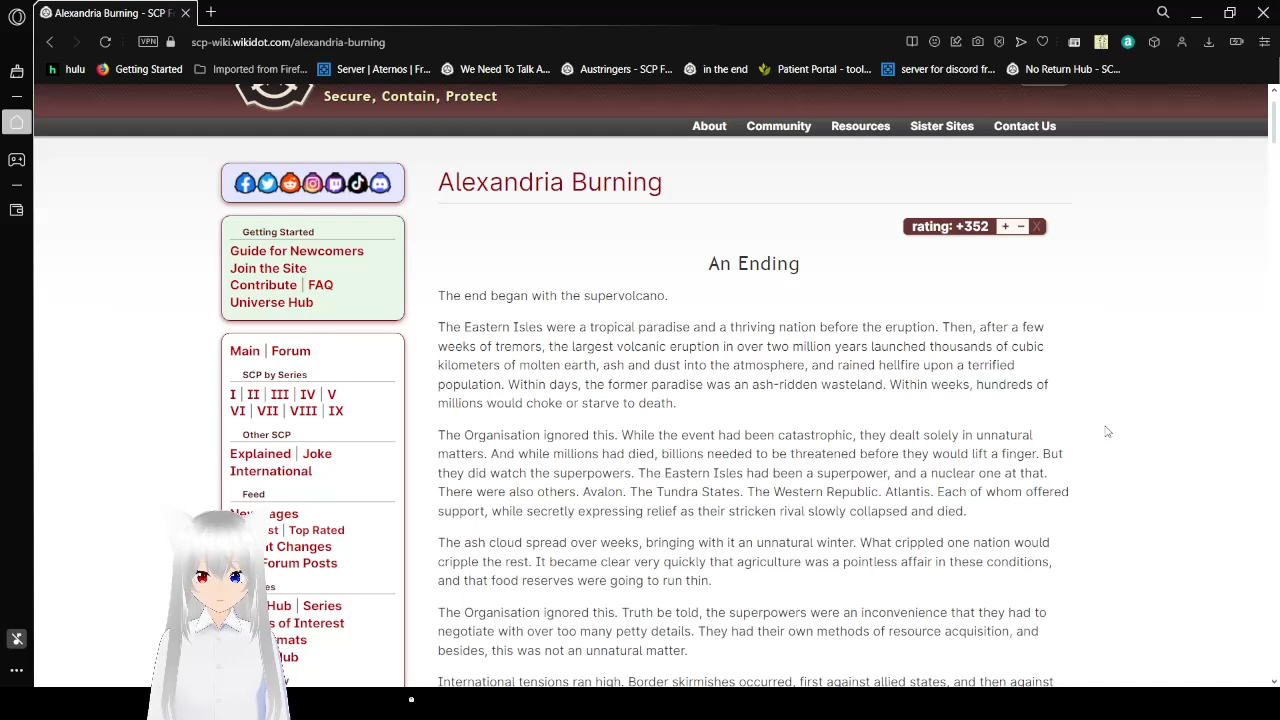 Alexandria Burning - SCP F
scp-wiki.wikidot.com/alexandria-burning
VPN
hulu
Getting Started
Imported from Firef...
Server | Aternos | Fr...
We Need To Talk A...
Austringers - SCP F...
in the end
Patient Portal - tool...
server for discord fr...
No Return Hub - SC...
Secure, Contain, Protect
About
Community
Resources
Sister Sites
Contact Us
Getting Started
Guide for Newcomers
Join the Site
Contribute | FAQ
Universe Hub
Main | Forum
SCP by Series
I | II | III | IV | V
VI | VII | VIII | IX
Other SCP
Explained | Joke
International
Feed
ages
st | Top Rated
nt Changes
Forum Posts
es
Hub | Series
s of Interest
rmats
ub
Alexandria Burning
rating: +352 + − X
An Ending
The end began with the supervolcano.
The Eastern Isles were a tropical paradise and a thriving nation before the eruption. Then, after a few
weeks of tremors, the largest volcanic eruption in over two million years launched thousands of cubic
kilometers of molten earth, ash and dust into the atmosphere, and rained hellfire upon a terrified
population. Within days, the former paradise was an ash-ridden wasteland. Within weeks, hundreds of
millions would choke or starve to death.
The Organisation ignored this. While the event had been catastrophic, they dealt solely in unnatural
matters. And while millions had died, billions needed to be threatened before they would lift a finger. But
they did watch the superpowers. The Eastern Isles had been a superpower, and a nuclear one at that.
There were also others. Avalon. The Tundra States. The Western Republic. Atlantis. Each of whom offered
support, while secretly expressing relief as their stricken rival slowly collapsed and died.
The ash cloud spread over weeks, bringing with it an unnatural winter. What crippled one nation would
cripple the rest. It became clear very quickly that agriculture was a pointless affair in these conditions,
and that food reserves were going to run thin.
The Organisation ignored this. Truth be told, the superpowers were an inconvenience that they had to
negotiate with over too many petty details. They had their own methods of resource acquisition, and
besides, this was not an unnatural matter.
International tensions ran high. Border skirmishes occurred, first against allied states, and then against